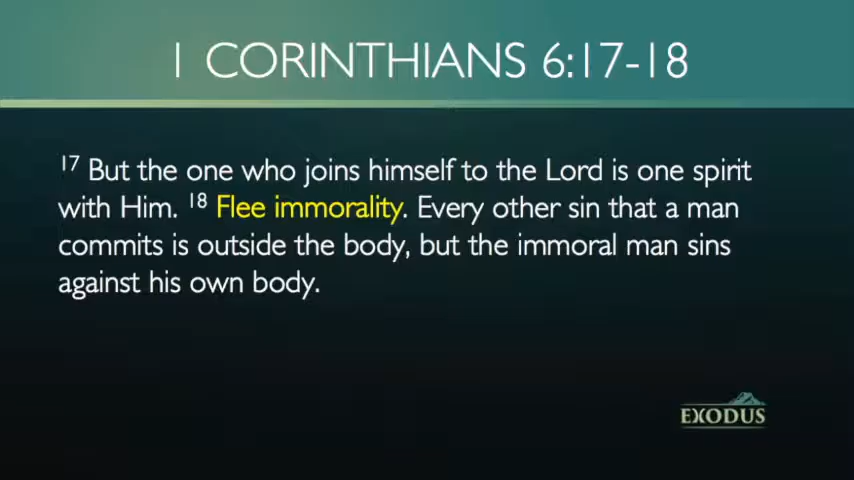 1 CORINTHIANS 6:17-18
17 But the one who joins himself to the Lord is one spirit
with Him. 18 Flee immorality. Every other sin that a man
commits is outside the body, but the immoral man sins
against his own body.
EXODUS